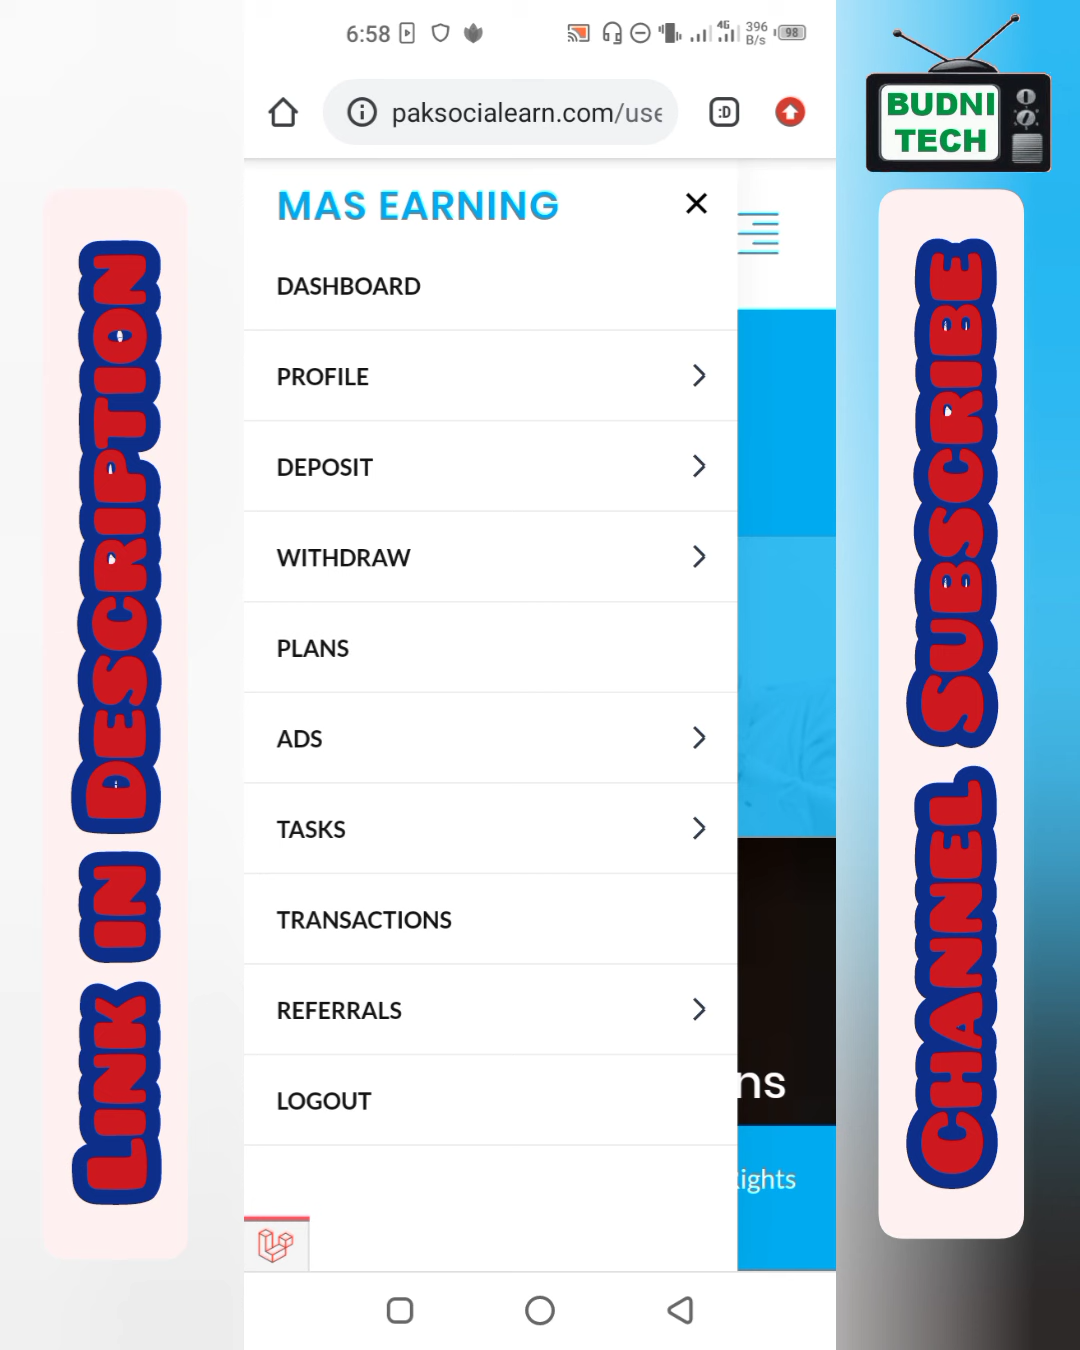 6:58
4G
396
B/s
98
paksocialearn.com/use
:D
BUDNI
TECH
MAS EARNING
DASHBOARD
PROFILE
DEPOSIT
WITHDRAW
PLANS
ADS
TASKS
TRANSACTIONS
REFERRALS
LOGOUT
ns
ights
LINK IN DESCRIPTION
CHANNEL SUBSCRIBE